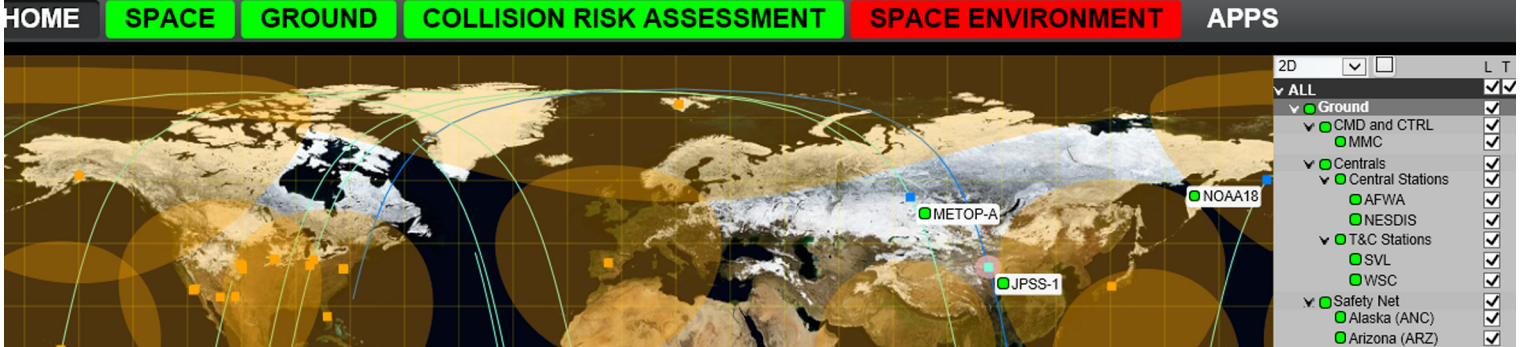 HOME SPACE GROUND COLLISION RISK ASSESSMENT SPACE ENVIRONMENT APPS
2D L T
ALL
Ground
CMD and CTRL
MMC
Centrals
Central Stations
AFWA
NESDIS
T&C Stations
SVL
WSC
Safety Net
Alaska (ANC)
Arizona (ARZ)
NOAA18
METOP-A
JPSS-1